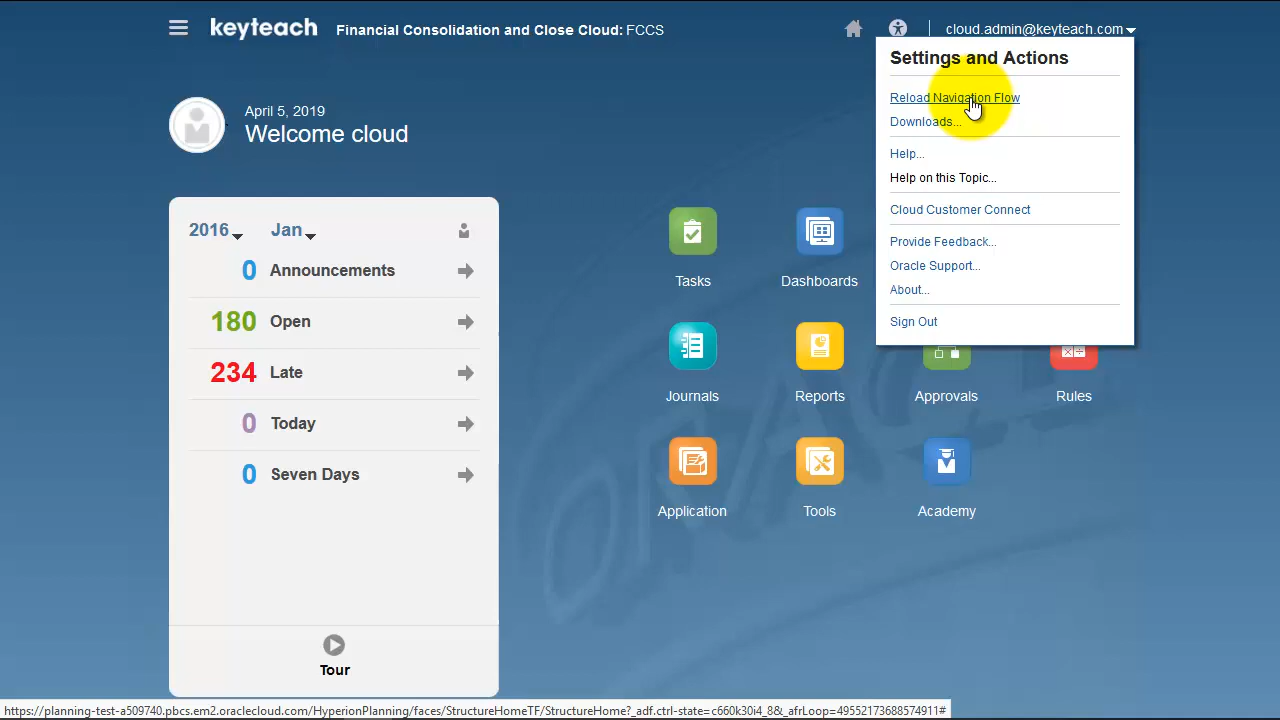 keyteach
Financial Consolidation and Close Cloud: FCCS
cloud.admin@keyteach.com
Settings and Actions
Reload Navigation Flow
Downloads...
Help...
Help on this Topic...
Cloud Customer Connect
Provide Feedback...
Oracle Support...
About...
Sign Out
April 5, 2019
Welcome cloud
2016 Jan
0 Announcements
180 Open
234 Late
0 Today
0 Seven Days
Tour
Tasks
Dashboards
Journals
Reports
Approvals
Rules
Application
Tools
Academy
ORACLE
https://planning-test-a509740.pbcs.em2.oraclecloud.com/HyperionPlanning/faces/StructureHomeTF/StructureHome?_adf.ctrl-state=c660k30i4_8&_afrLoop=49552173688574911#